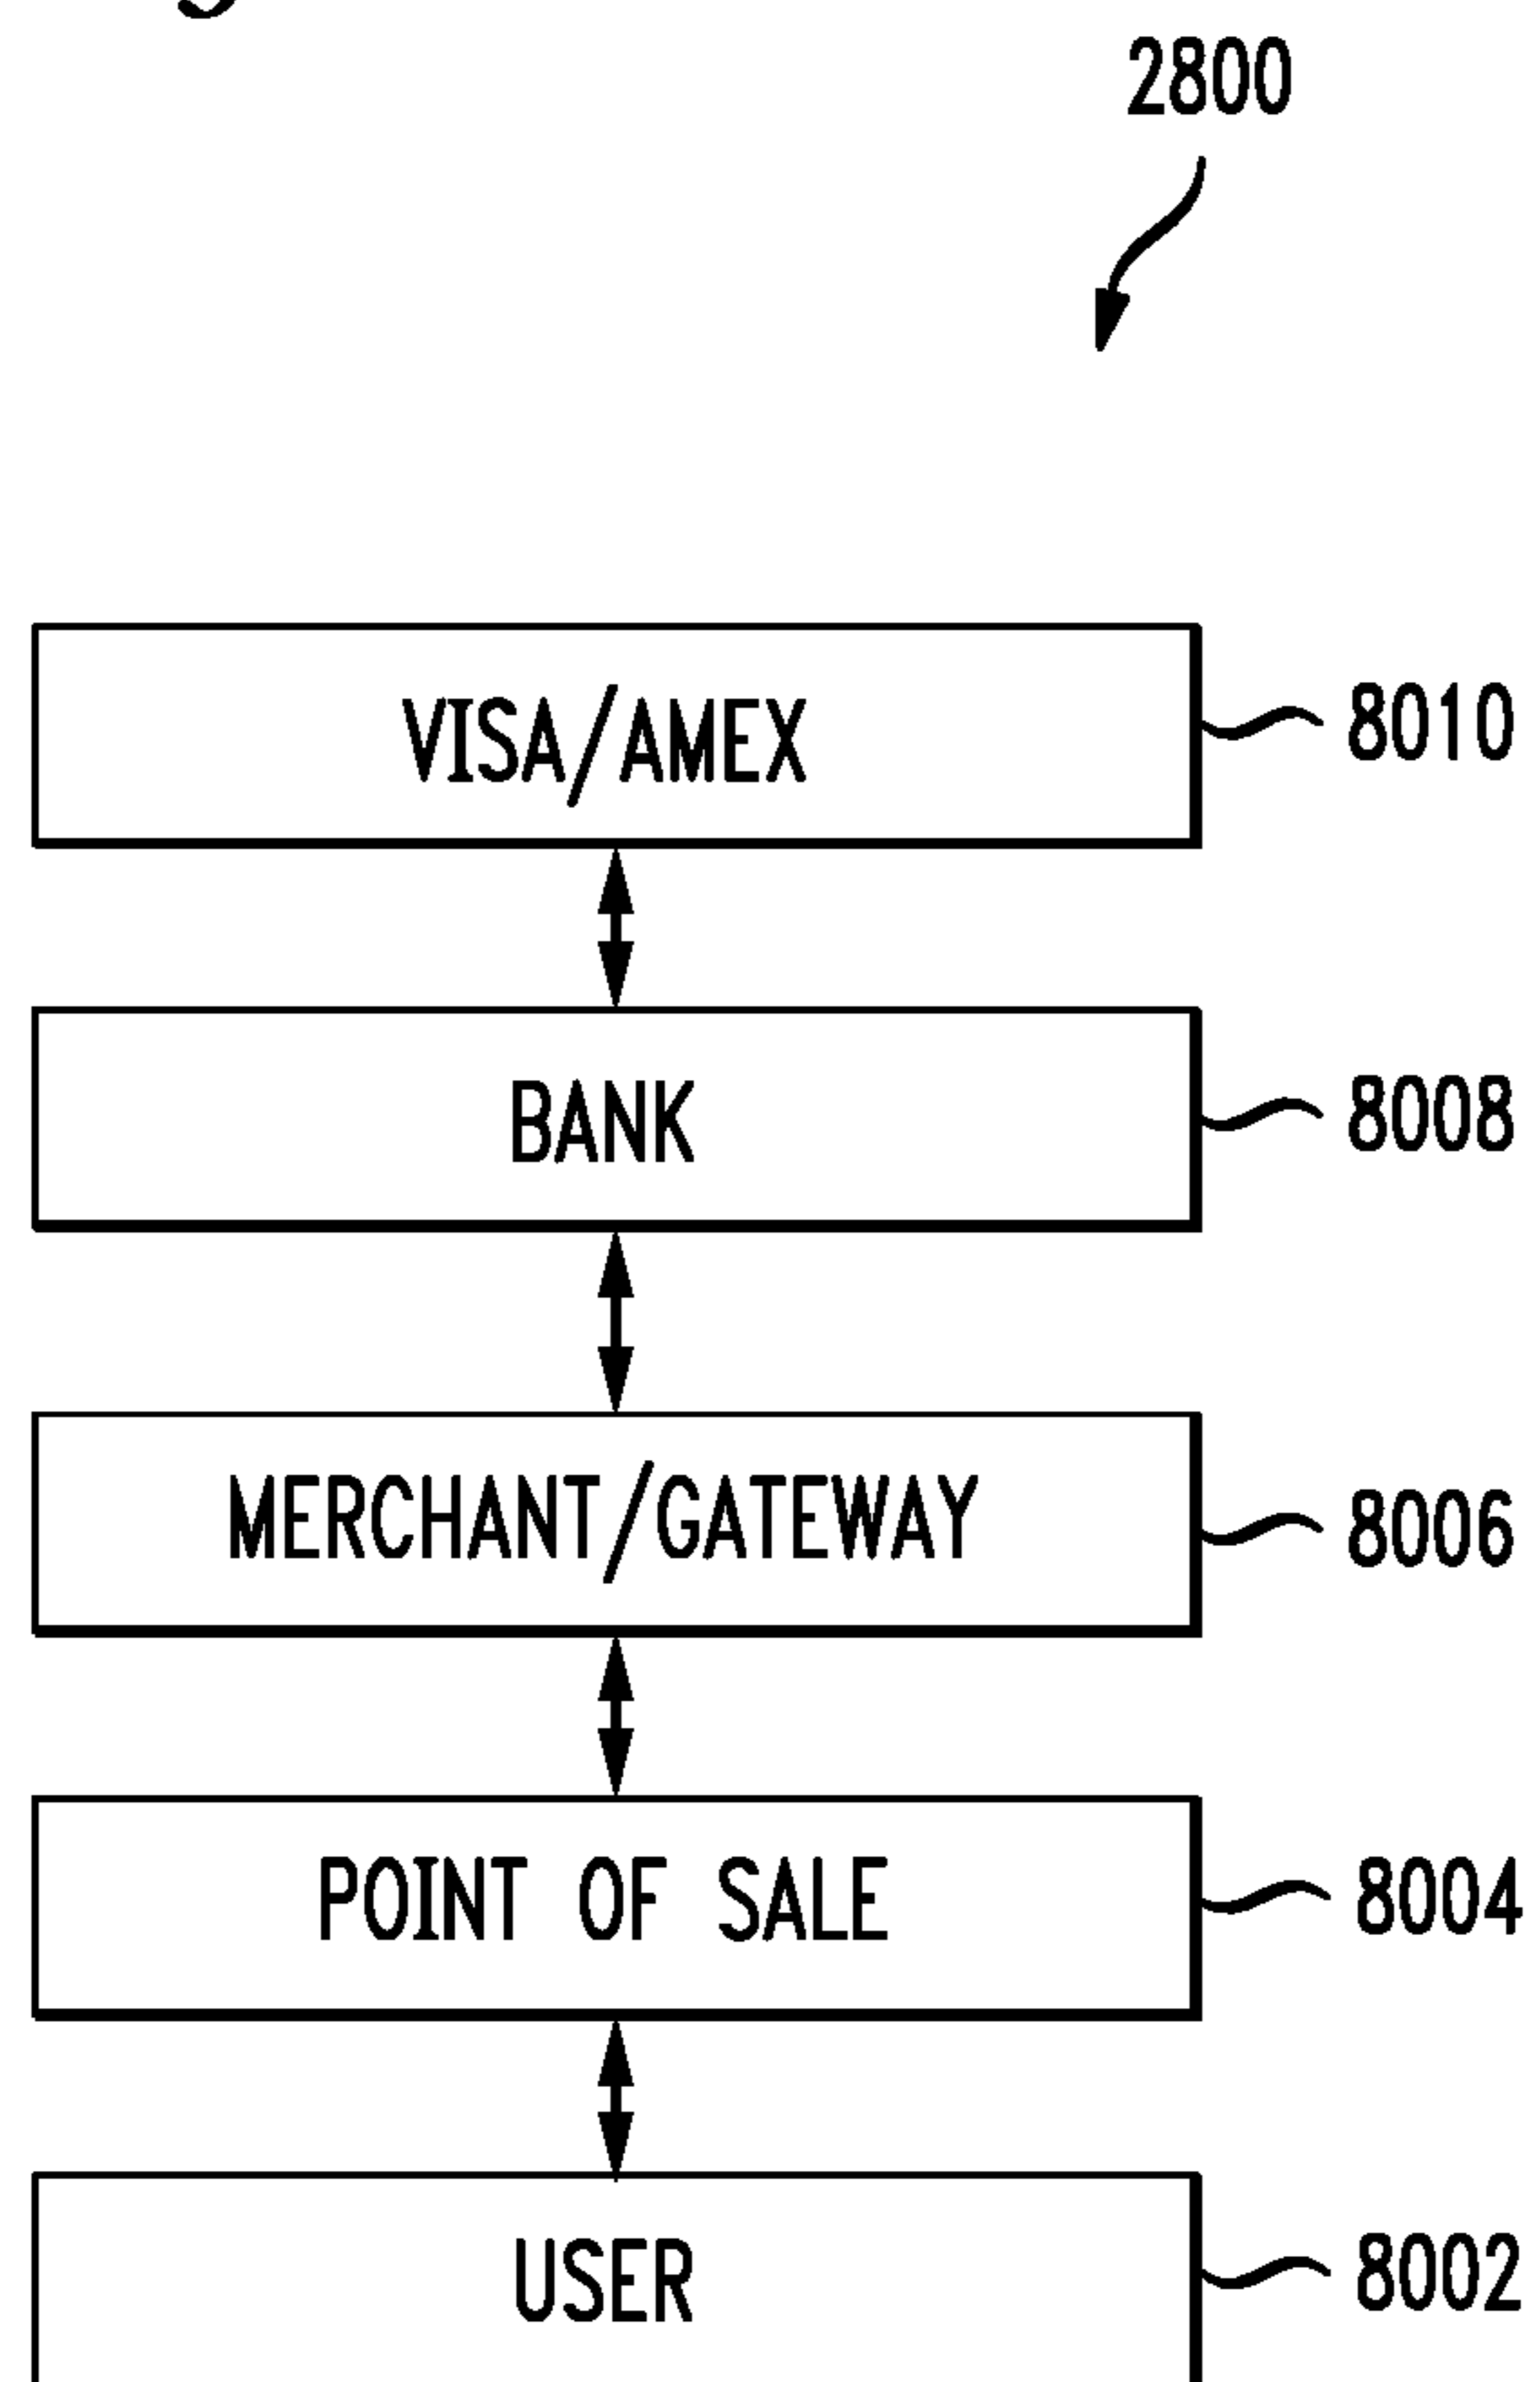 2800
VISA/AMEX
8010
BANK
8008
MERCHANT/GATEWAY
8006
POINT OF SALE
8004
USER
8002